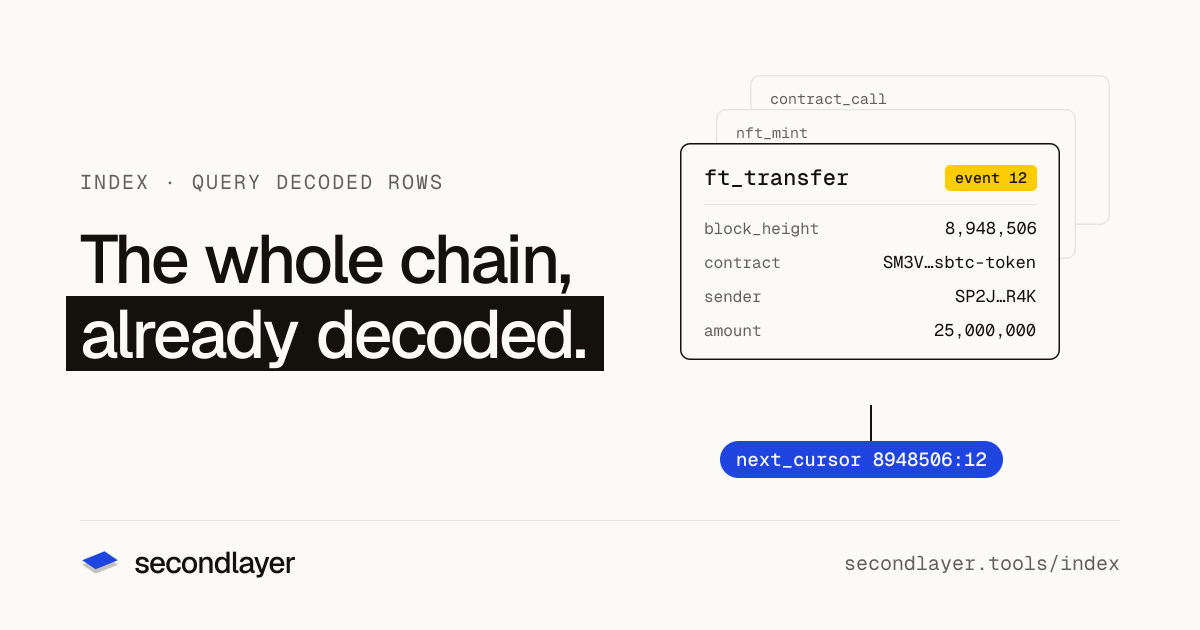 INDEX · QUERY DECODED ROWS
The whole chain,
already decoded.
contract_call
nft_mint
ft_transfer
event 12
block_height 8,948,506
contract SM3V…sbtc-token
sender SP2J…R4K
amount 25,000,000
next_cursor 8948506:12
secondlayer
secondlayer.tools/index